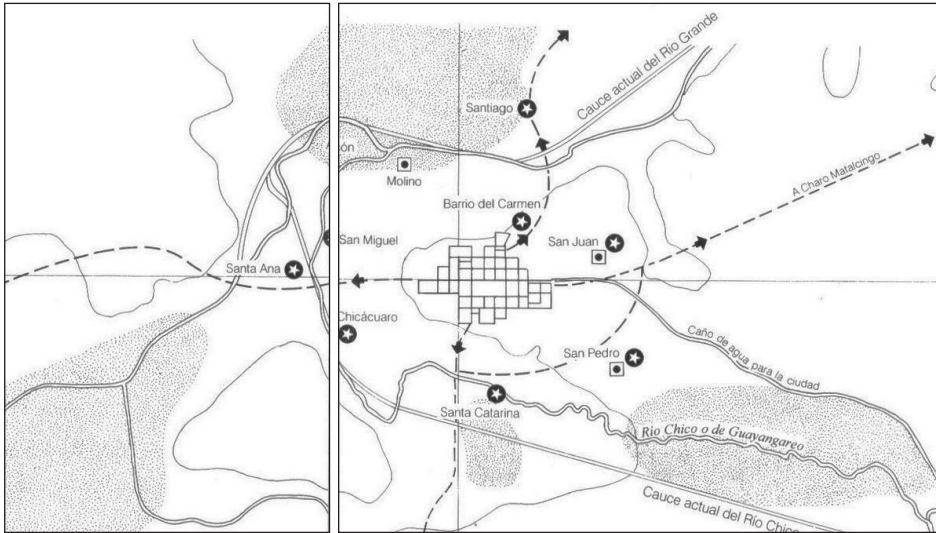 Cauce actual del Río Grande
Santiago
Molino
A Charo Matalcingo
Barrio del Carmen
San Juan
San Miguel
Santa Ana
Chicácuaro
Caño de agua para la ciudad
San Pedro
Santa Catarina
Río Chico o de Guayangareo
Cauce actual del Río Chico